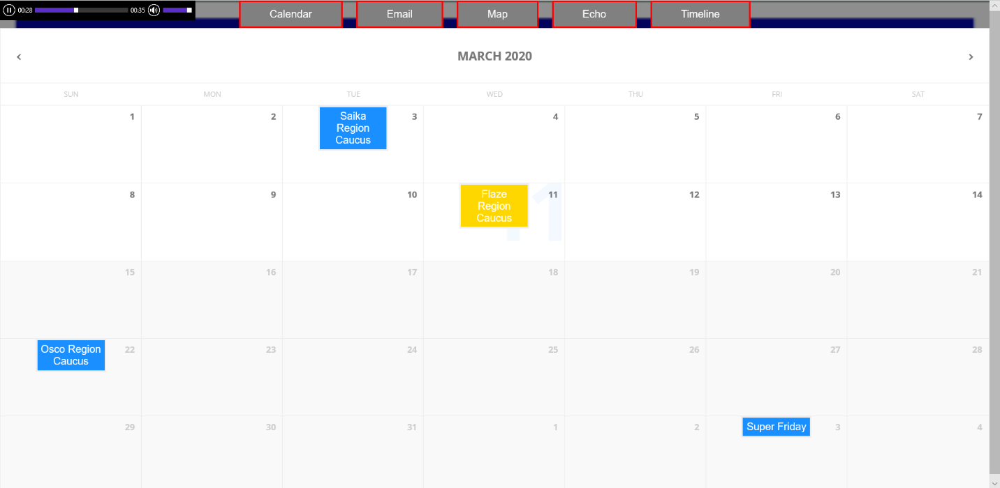 00:28 00:35
Calendar Email Map Echo Timeline
MARCH 2020
SUN MON TUE WED THU FRI SAT
1 2 3 4 5 6 7
Saika
Region
Caucus
8 9 10 11 12 13 14
Flaze
Region
Caucus
11
15 16 17 18 19 20 21
22 23 24 25 26 27 28
Osco Region
Caucus
29 30 31 1 2 3 4
Super Friday